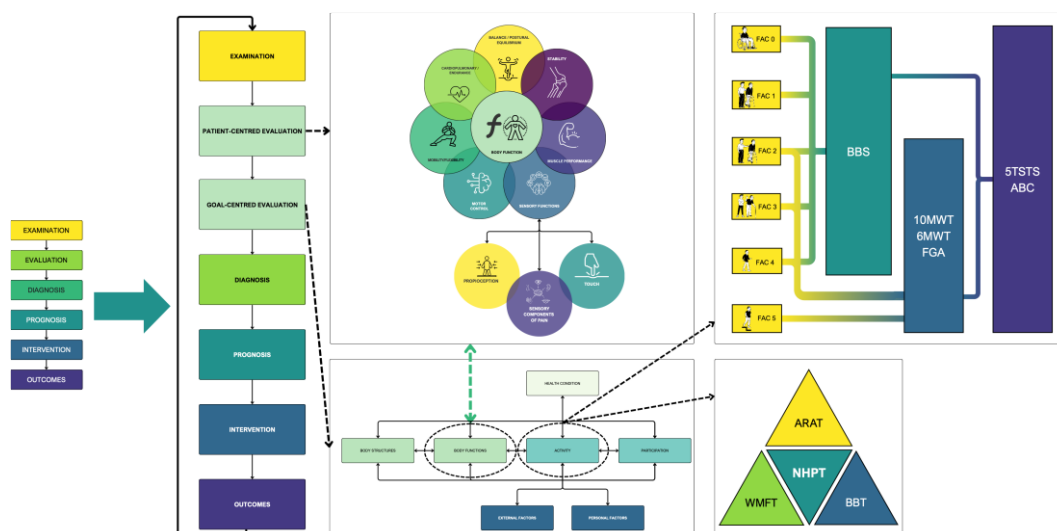 EXAMINATION
EVALUATION
DIAGNOSIS
PROGNOSIS
INTERVENTION
OUTCOMES
EXAMINATION
PATIENT-CENTRED EVALUATION
GOAL-CENTRED EVALUATION
DIAGNOSIS
PROGNOSIS
INTERVENTION
OUTCOMES
BALANCE / POSTURAL
EQUILIBRIUM
CARDIOPULMONARY /
ENDURANCE
STABILITY
f
BODY FUNCTION
MOBILITY/FLEXIBILITY
MUSCLE PERFORMANCE
MOTOR
CONTROL
SENSORY FUNCTIONS
PROPIOCEPTION
SENSORY
COMPONENTS
OF PAIN
TOUCH
HEALTH CONDITION
BODY STRUCTURES
BODY FUNCTIONS
ACTIVITY
PARTICIPATION
EXTERNAL FACTORS
PERSONAL FACTORS
FAC 0
FAC 1
FAC 2
FAC 3
FAC 4
FAC 5
BBS
10MWT
6MWT
FGA
5TSTS
ABC
ARAT
NHPT
WMFT
BBT